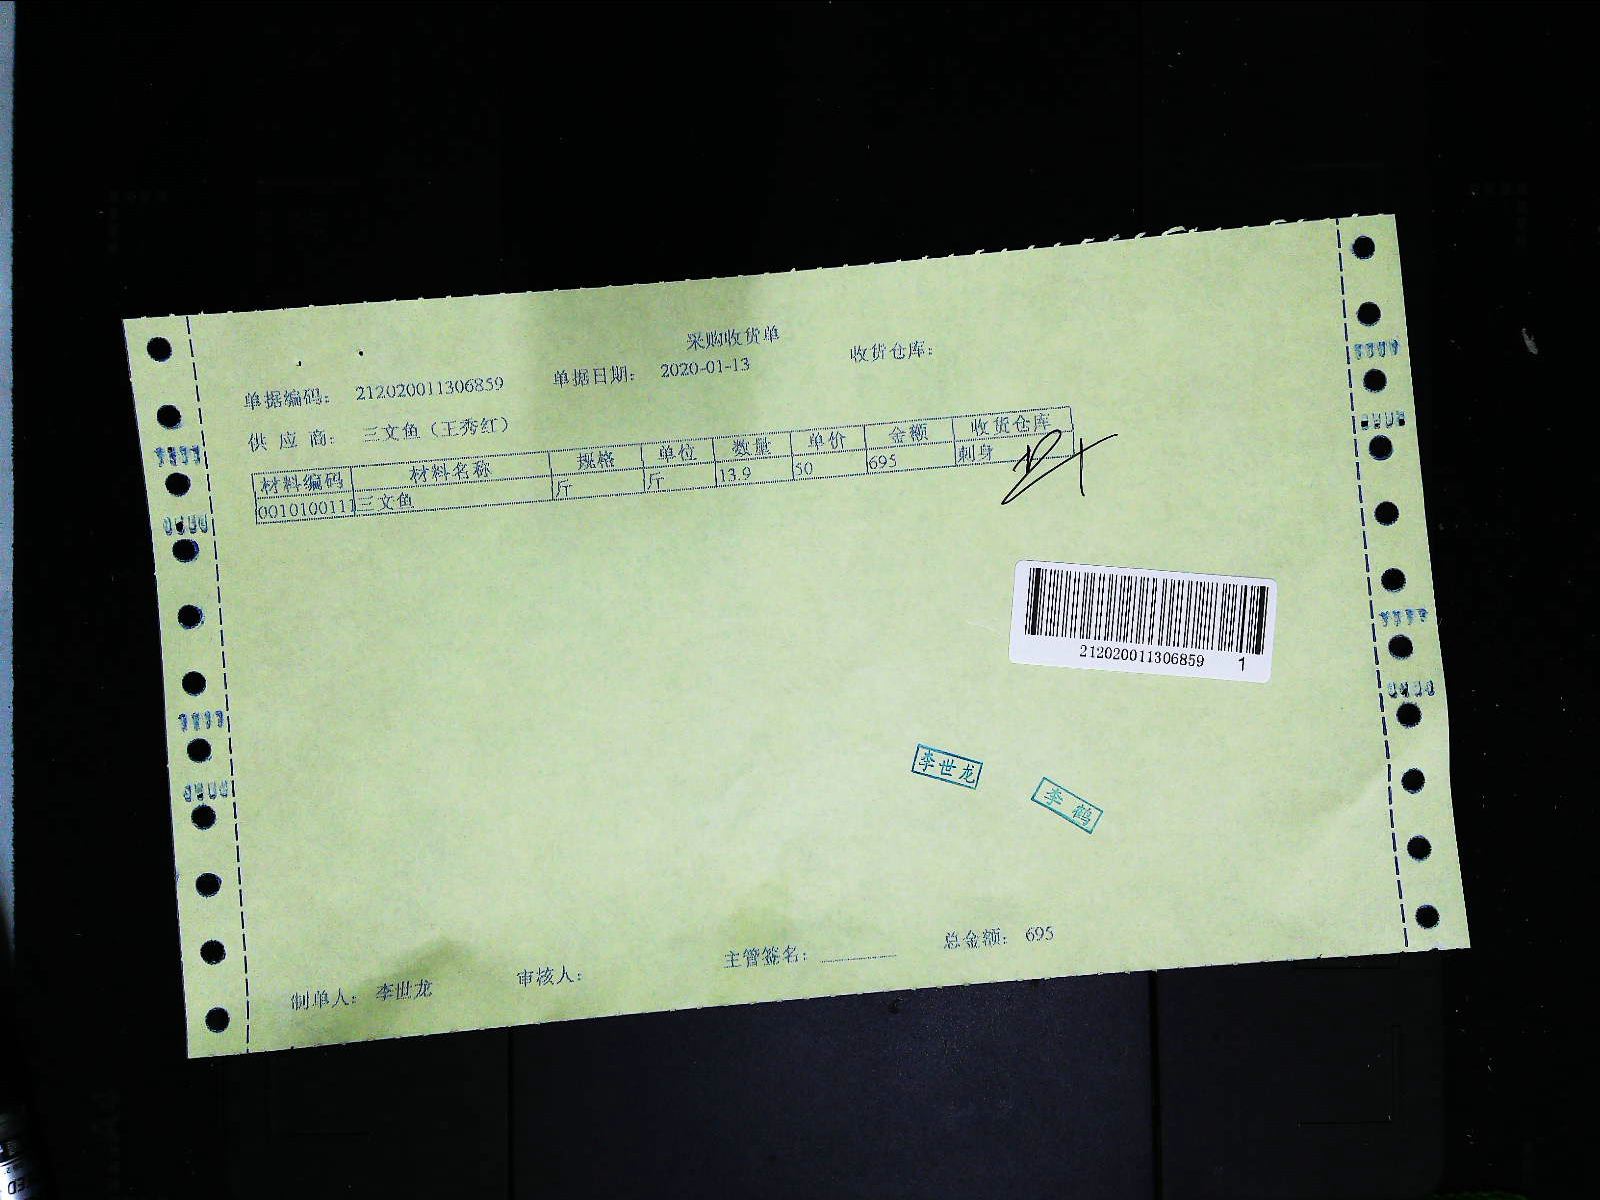 采购收货单
单据编码: 212020011306859 单据日期: 2020-01-13 收货仓库:
供应商: 三文鱼（王秀红）
材料编码 材料名称 规格 单位 数量 单价 金额 收货仓库
0010100111 三文鱼 斤 斤 13.9 50 695 刺身
212020011306859 1
李世龙
李鹤
制单人: 李世龙 审核人: 主管签名: 总金额: 695